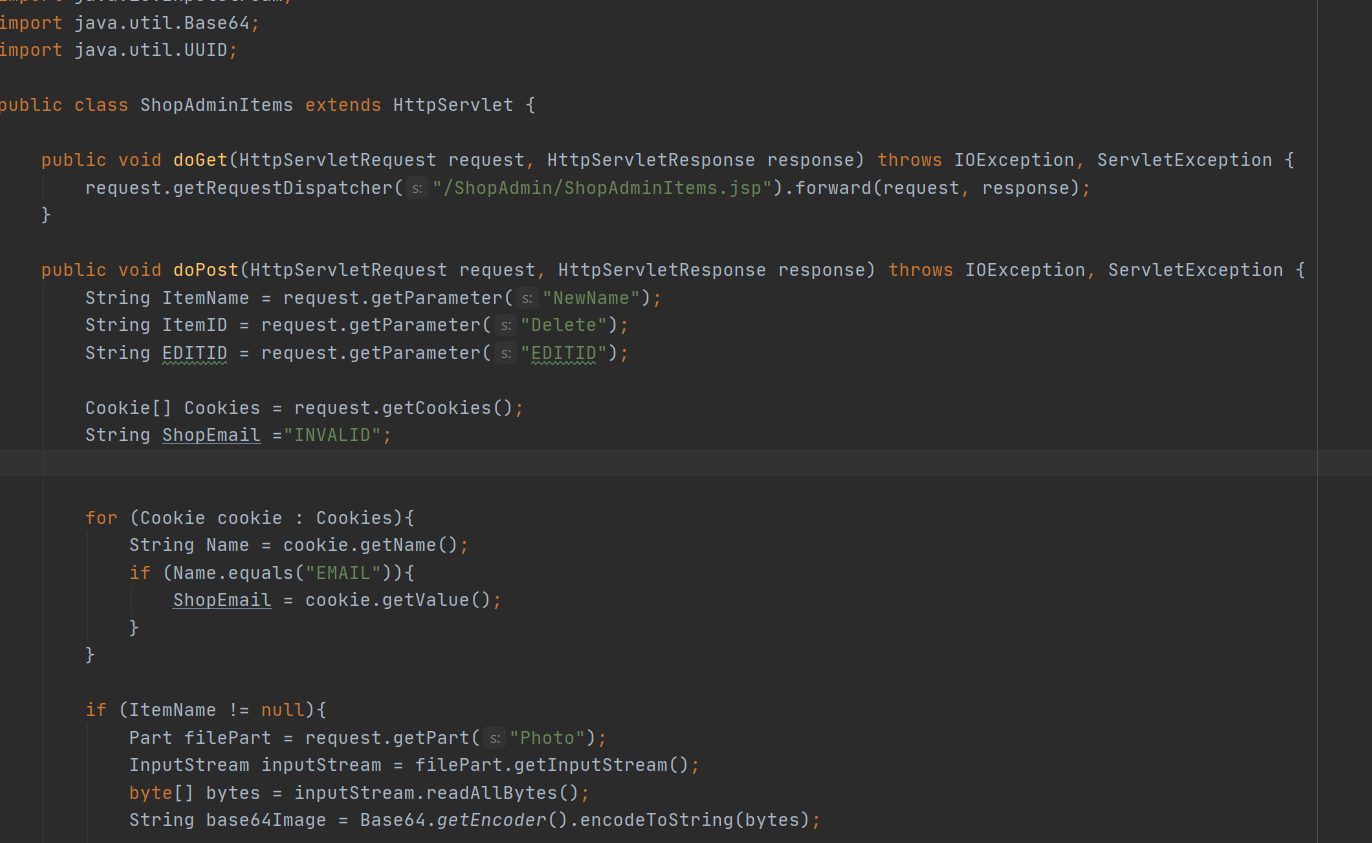 import java.util.Base64;
import java.util.UUID;
public class ShopAdminItems extends HttpServlet {
public void doGet(HttpServletRequest request, HttpServletResponse response) throws IOException, ServletException {
request.getRequestDispatcher( s: "/ShopAdmin/ShopAdminItems.jsp").forward(request, response);
}
public void doPost(HttpServletRequest request, HttpServletResponse response) throws IOException, ServletException {
String ItemName = request.getParameter( s: "NewName");
String ItemID = request.getParameter( s: "Delete");
String EDITID = request.getParameter( s: "EDITID");
Cookie[] Cookies = request.getCookies();
String ShopEmail ="INVALID";
for (Cookie cookie : Cookies){
String Name = cookie.getName();
if (Name.equals("EMAIL")){
ShopEmail = cookie.getValue();
}
}
if (ItemName != null){
Part filePart = request.getPart( s: "Photo");
InputStream inputStream = filePart.getInputStream();
byte[] bytes = inputStream.readAllBytes();
String base64Image = Base64.getEncoder().encodeToString(bytes);